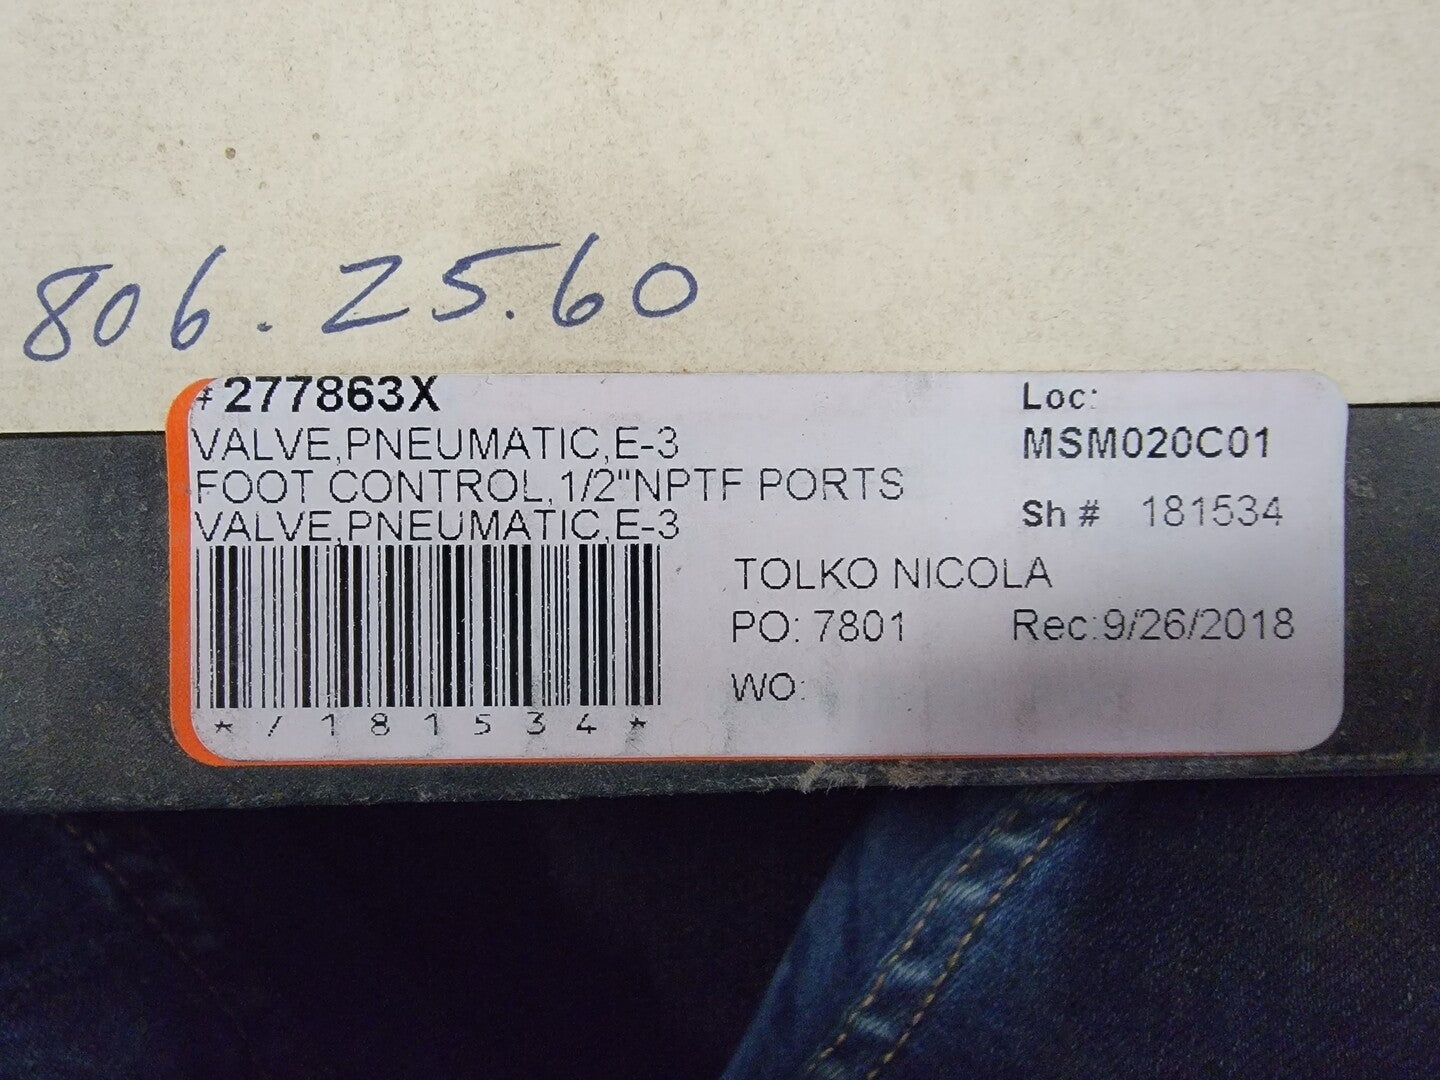 806.25.60
#277863X
VALVE,PNEUMATIC,E-3
FOOT CONTROL,1/2"NPTF PORTS
VALVE,PNEUMATIC,E-3
*/181534*
Loc:
MSM020C01
Sh # 181534
TOLKO NICOLA
PO: 7801 Rec:9/26/2018
WO: